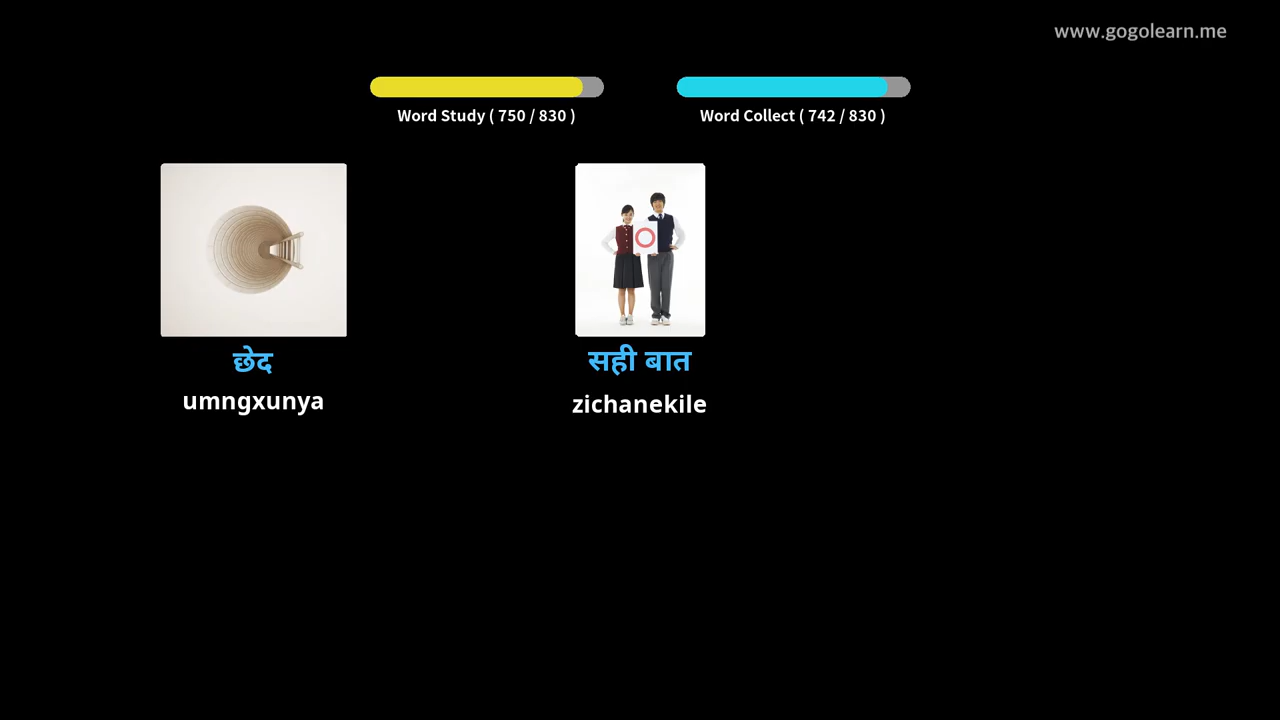 www.gogolearn.me
Word Study ( 750 / 830 )
Word Collect ( 742 / 830 )
छेद
सही बात
umngxunya
zichanekile